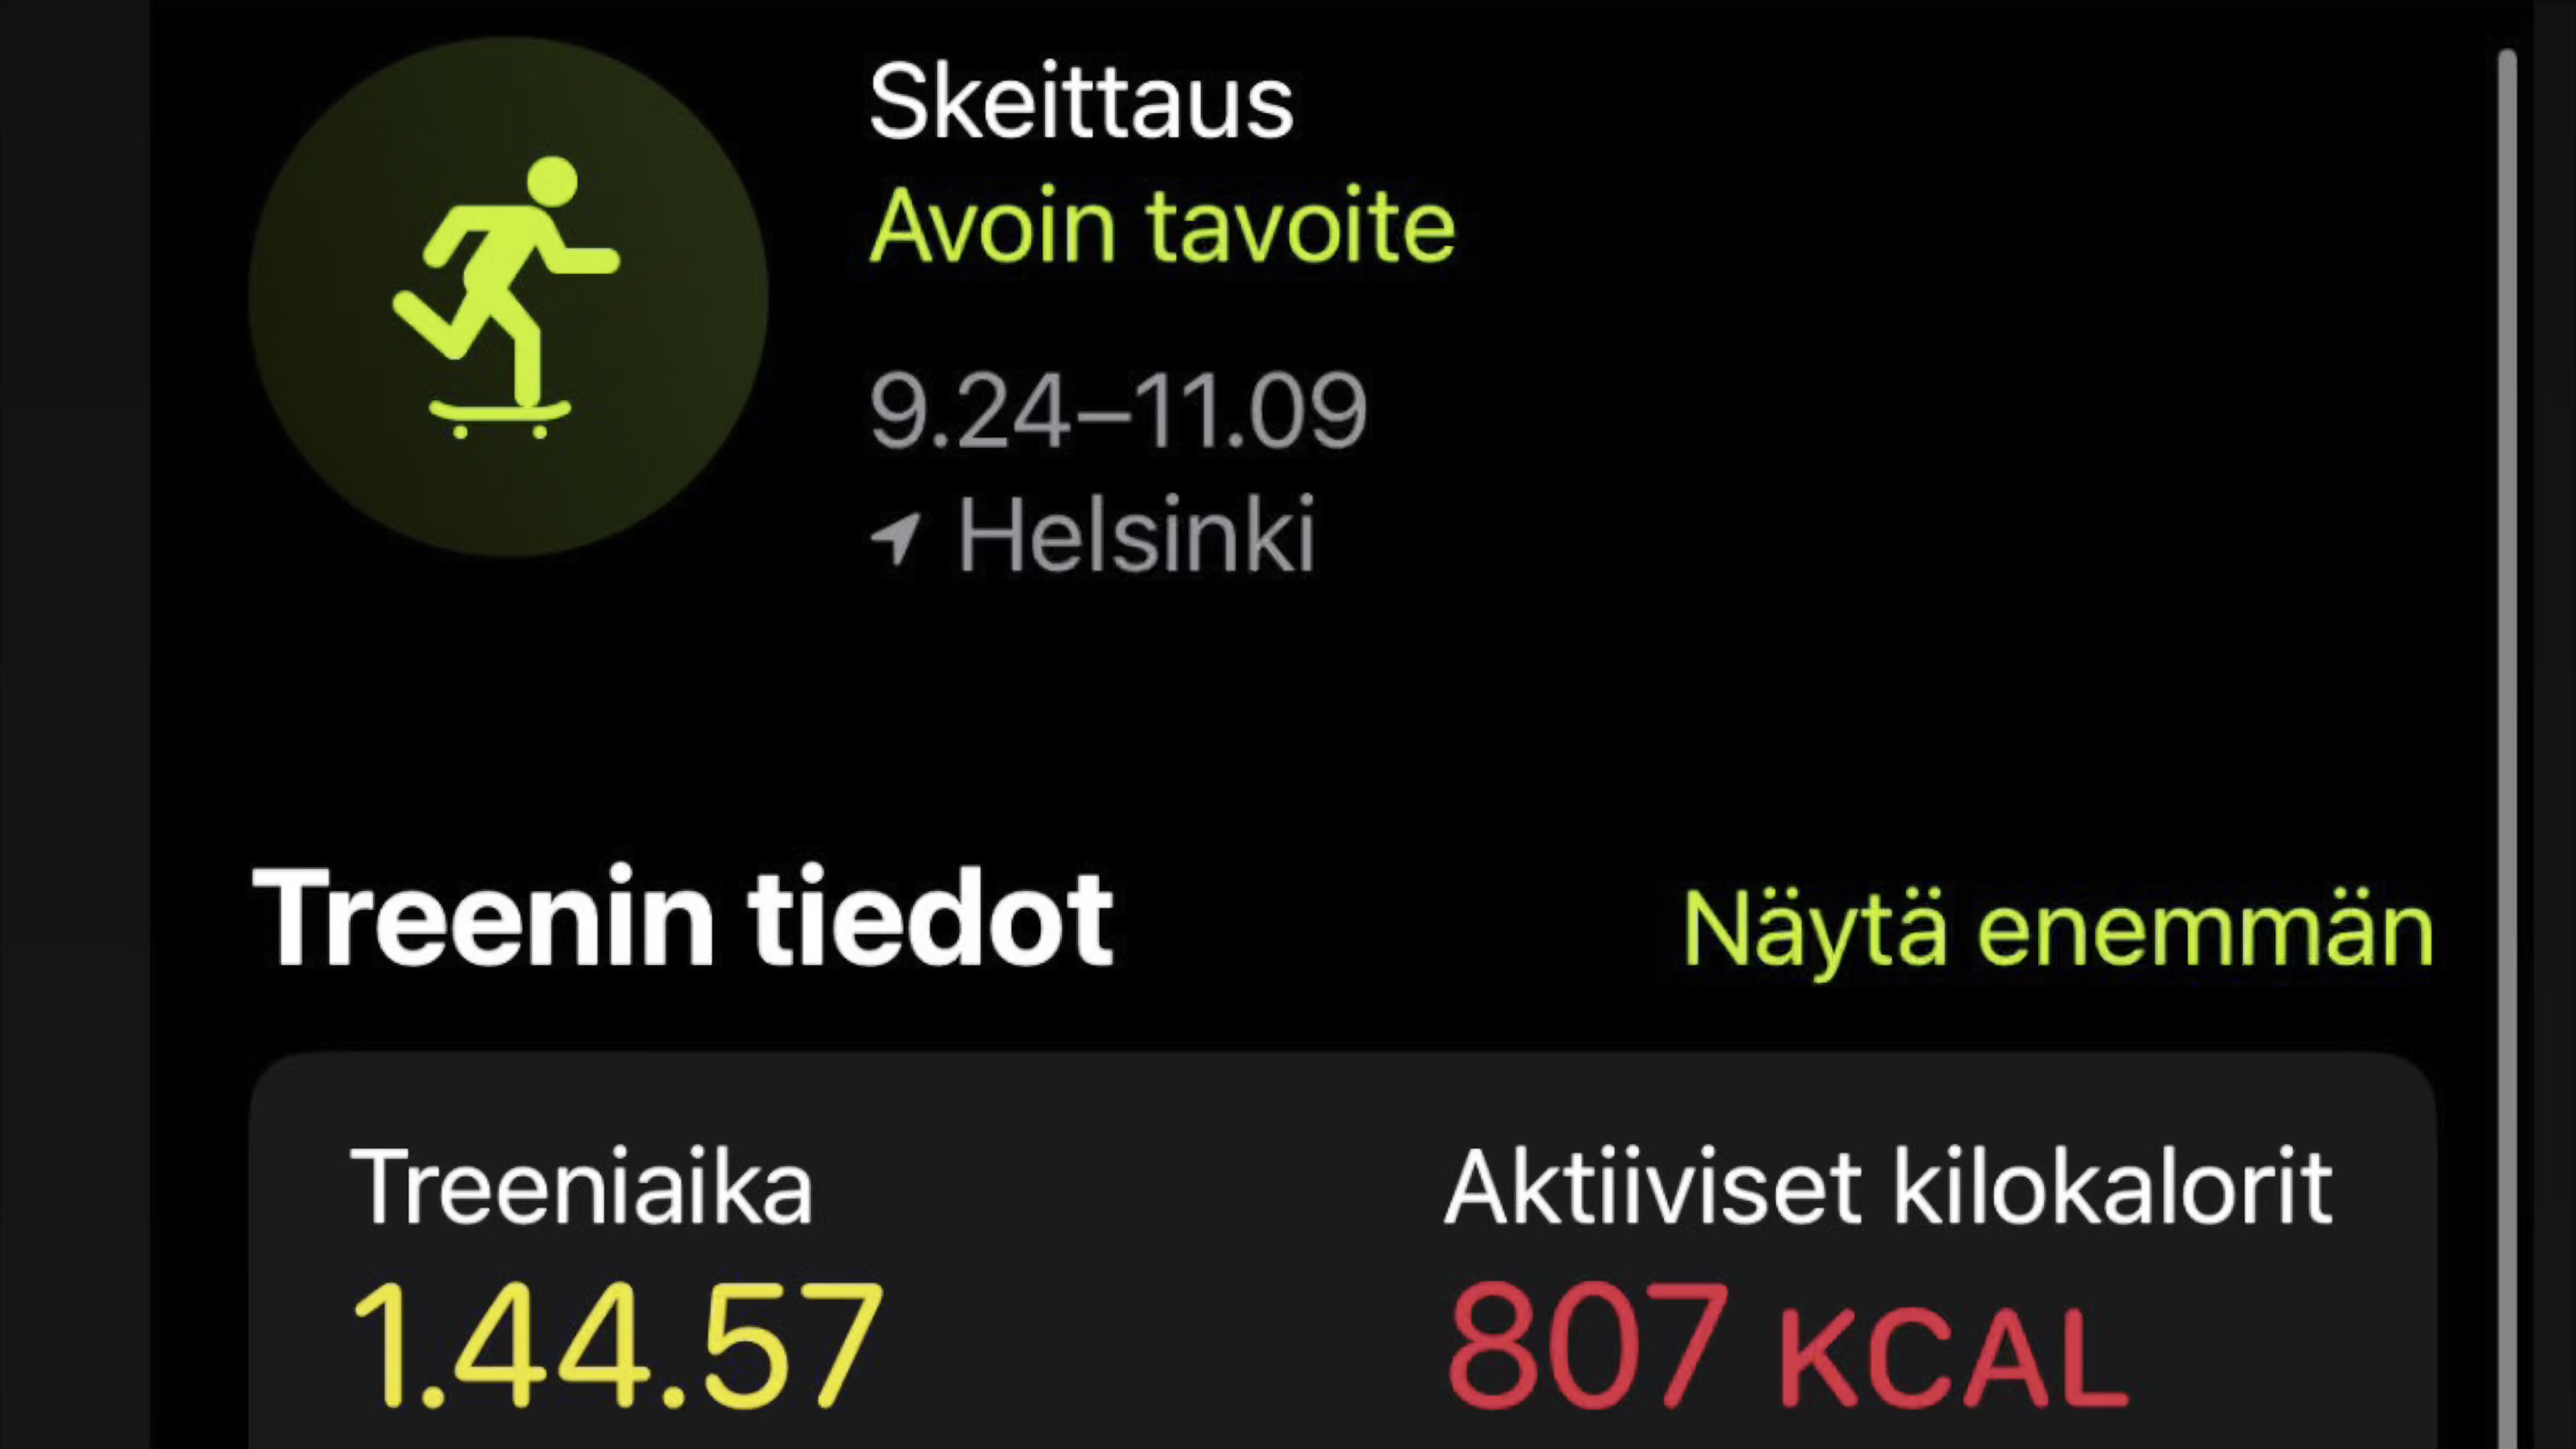 Skeittaus
Avoin tavoite
9.24–11.09
Helsinki
Treenin tiedot
Näytä enemmän
Treeniaika
Aktiiviset kilokalorit
1.44.57
807 KCAL